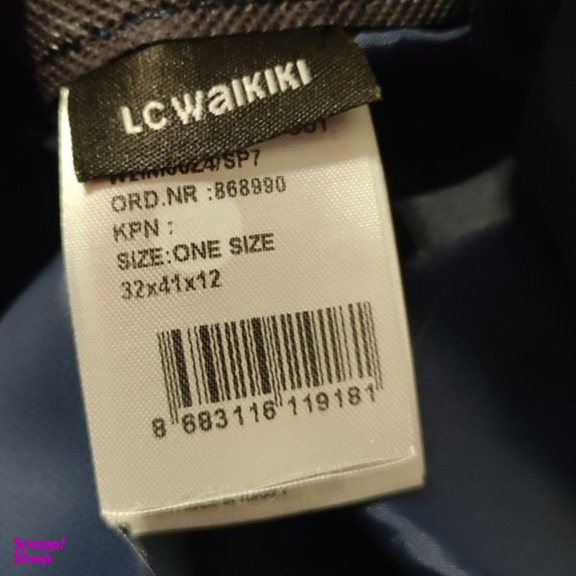 LC WAIKIKI
ORD.NR :868990
KPN :
SIZE:ONE SIZE
32x41x12
8 683116 119181
Snapp!
Shop